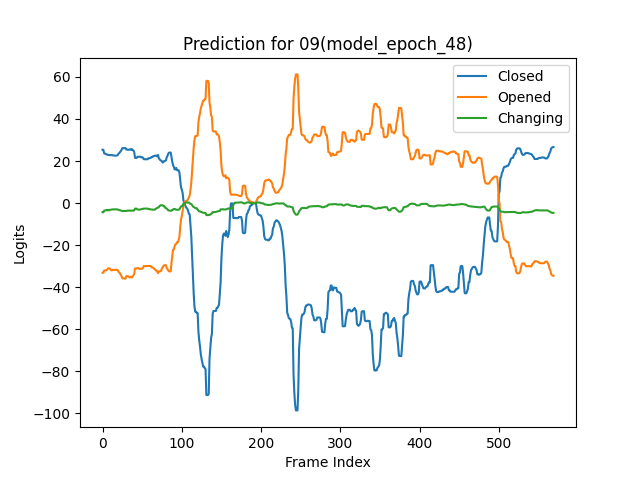 Prediction for 09(model_epoch_48)
Closed
Opened
Changing
Logits
60
40
20
0
−20
−40
−60
−80
−100
0 100 200 300 400 500
Frame Index